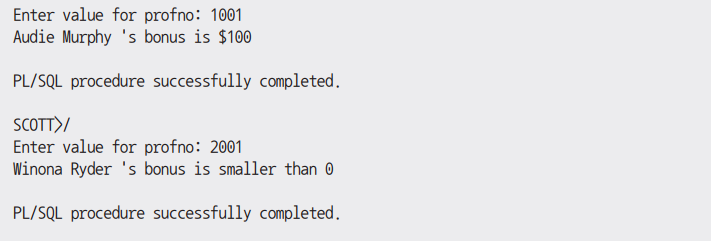 Enter value for profno: 1001
Audie Murphy 's bonus is $100
PL/SQL procedure successfully completed.
SCOTT>/
Enter value for profno: 2001
Winona Ryder 's bonus is smaller than 0
PL/SQL procedure successfully completed.